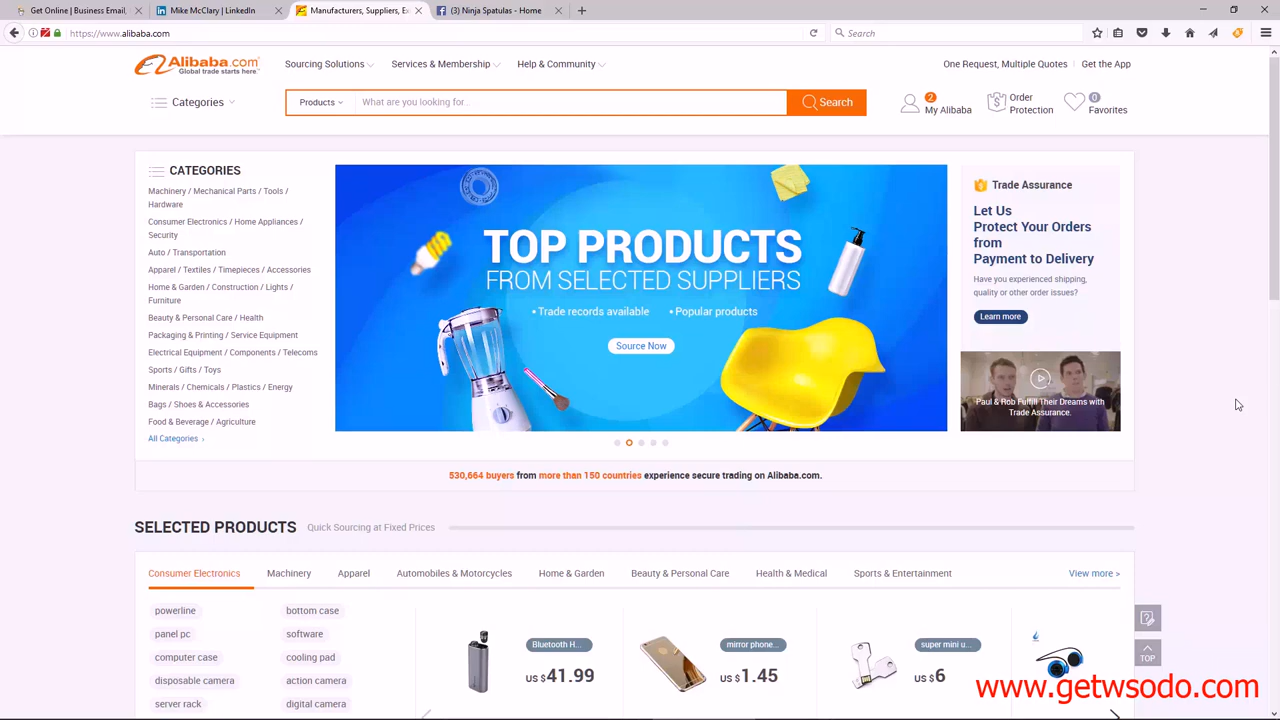 Get Online | Business Email,
Mike McClary | LinkedIn
Manufacturers, Suppliers, Ex
(3) Ninja Spatulas - Home
https://www.alibaba.com
Search
Alibaba.com
Global trade starts here.
Sourcing Solutions
Services & Membership
Help & Community
One Request, Multiple Quotes
Get the App
Categories
Products
What are you looking for..
Search
2
My Alibaba
Order
Protection
0
Favorites
CATEGORIES
Machinery / Mechanical Parts / Tools /
Hardware
Consumer Electronics / Home Appliances /
Security
Auto / Transportation
Apparel / Textiles / Timepieces / Accessories
Home & Garden / Construction / Lights /
Furniture
Beauty & Personal Care / Health
Packaging & Printing / Service Equipment
Electrical Equipment / Components / Telecoms
Sports / Gifts / Toys
Minerals / Chemicals / Plastics / Energy
Bags / Shoes & Accessories
Food & Beverage / Agriculture
All Categories
TOP PRODUCTS
FROM SELECTED SUPPLIERS
• Trade records available • Popular products
Source Now
Trade Assurance
Let Us
Protect Your Orders
from
Payment to Delivery
Have you experienced shipping,
quality or other order issues?
Learn more
Paul & Rob Fulfill Their Dreams with
Trade Assurance.
530,664 buyers from more than 150 countries experience secure trading on Alibaba.com.
SELECTED PRODUCTS
Quick Sourcing at Fixed Prices
Consumer Electronics
Machinery
Apparel
Automobiles & Motorcycles
Home & Garden
Beauty & Personal Care
Health & Medical
Sports & Entertainment
View more >
powerline
bottom case
panel pc
software
computer case
cooling pad
disposable camera
action camera
server rack
digital camera
Bluetooth H...
US $41.99
mirror phone...
US $1.45
super mini u...
US $6
TOP
www.getwsodo.com